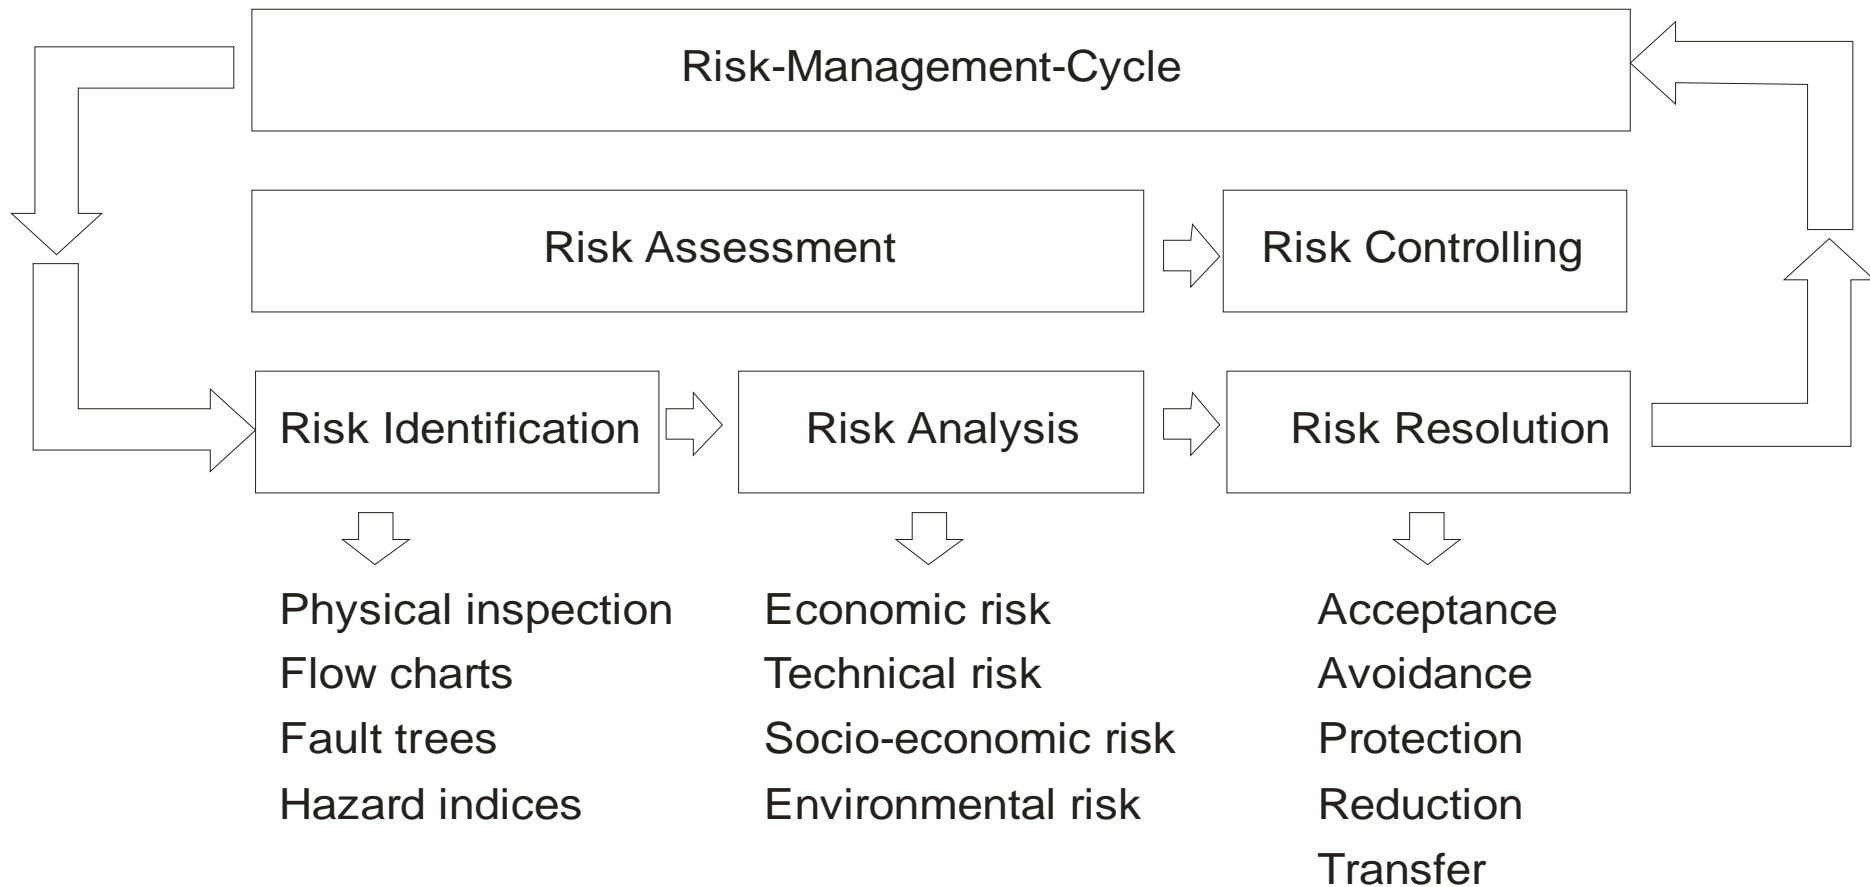 Risk-Management-Cycle
Risk Assessment
Risk Controlling
Risk Identification
Risk Analysis
Risk Resolution
Physical inspection
Flow charts
Fault trees
Hazard indices
Economic risk
Technical risk
Socio-economic risk
Environmental risk
Acceptance
Avoidance
Protection
Reduction
Transfer